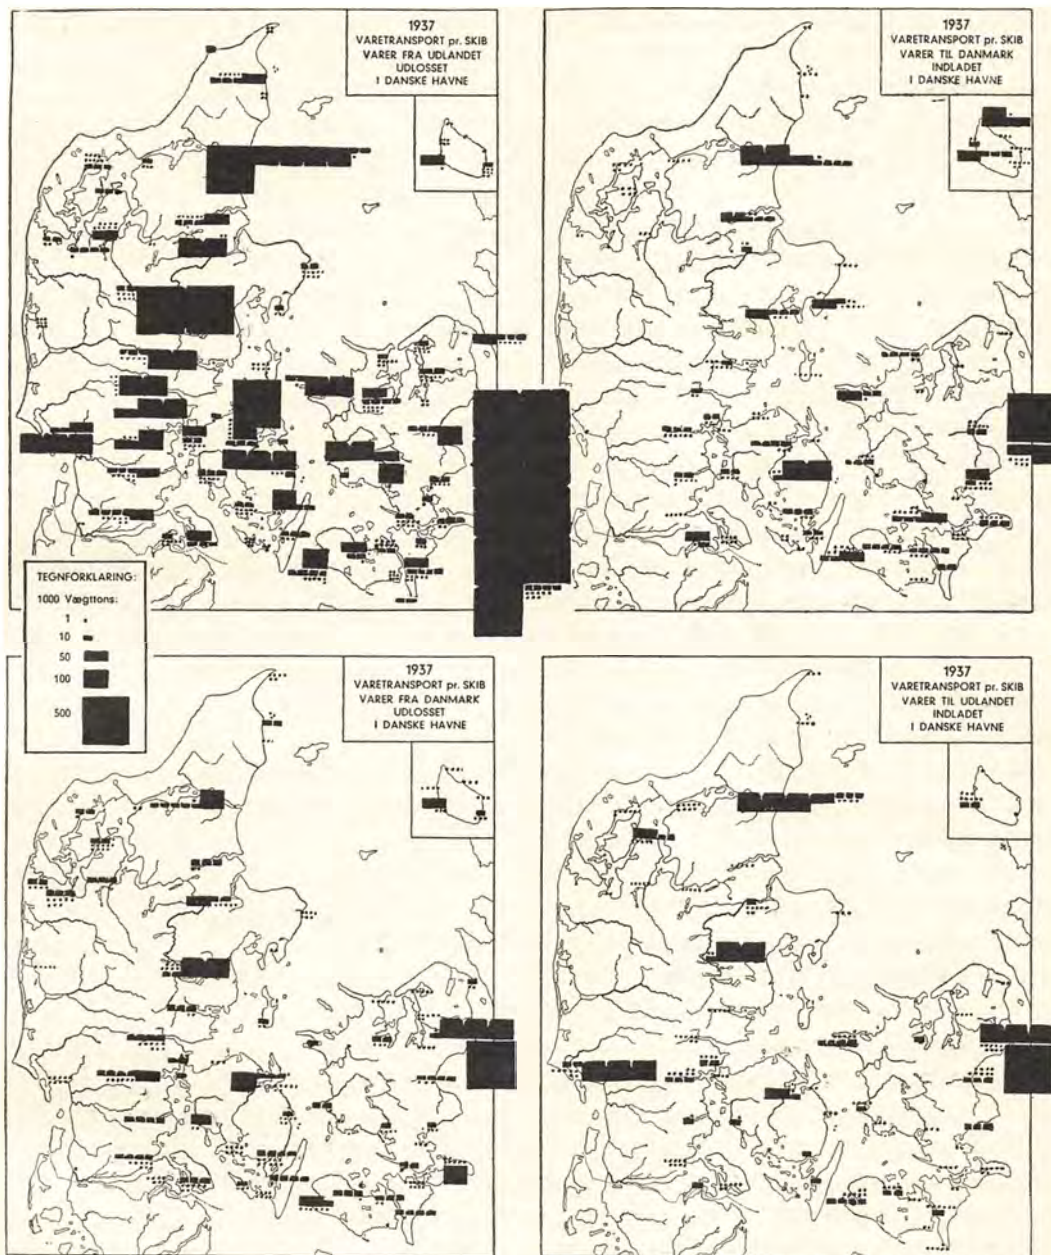 1937
VARETRANSPORT pr. SKIB
VARER FRA UDLANDET
UDLOSSET
I DANSKE HAVNE
1937
VARETRANSPORT pr. SKIB
VARER TIL DANMARK
INDLADET
I DANSKE HAVNE
TEGNFORKLARING:
1000 Vægttons:
1
10
50
100
500
1937
VARETRANSPORT pr. SKIB
VARER FRA DANMARK
UDLOSSET
I DANSKE HAVNE
1937
VARETRANSPORT pr. SKIB
VARER TIL UDLANDET
INDLADET
I DANSKE HAVNE